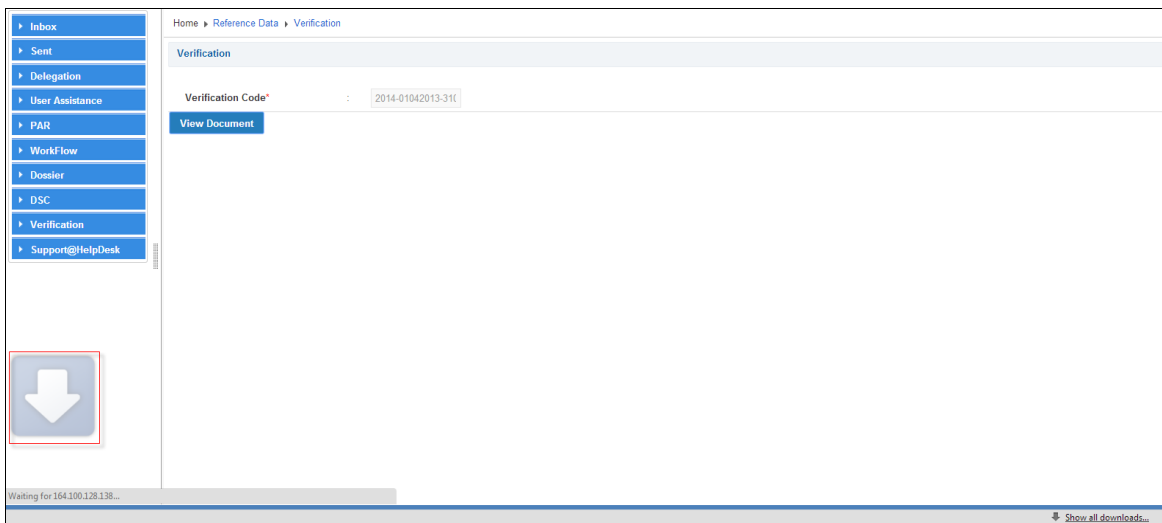 Inbox
Sent
Delegation
User Assistance
PAR
WorkFlow
Dossier
DSC
Verification
Support@HelpDesk
Home Reference Data Verification
Verification
Verification Code* : 2014-01042013-310
View Document
Waiting for 164.100.128.138...
Show all downloads...